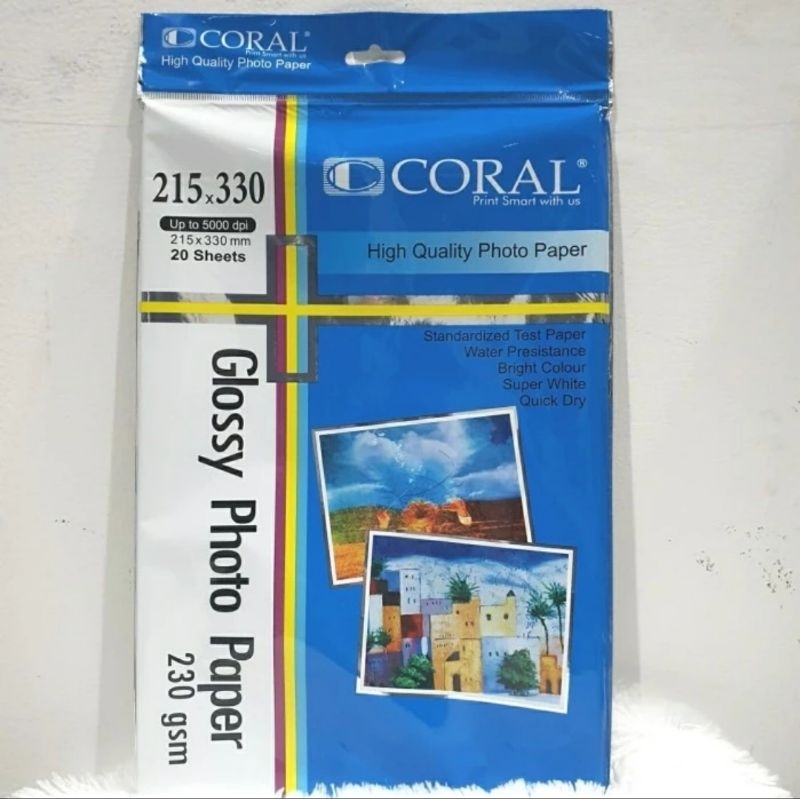 CORAL®
Print Smart with us
High Quality Photo Paper
215x330
Up to 5000 dpi
215x330 mm
20 Sheets
CORAL®
Print Smart with us
High Quality Photo Paper
Standardized Test Paper
Water Presistance
Bright Colour
Super White
Quick Dry
Glossy Photo Paper
230 gsm